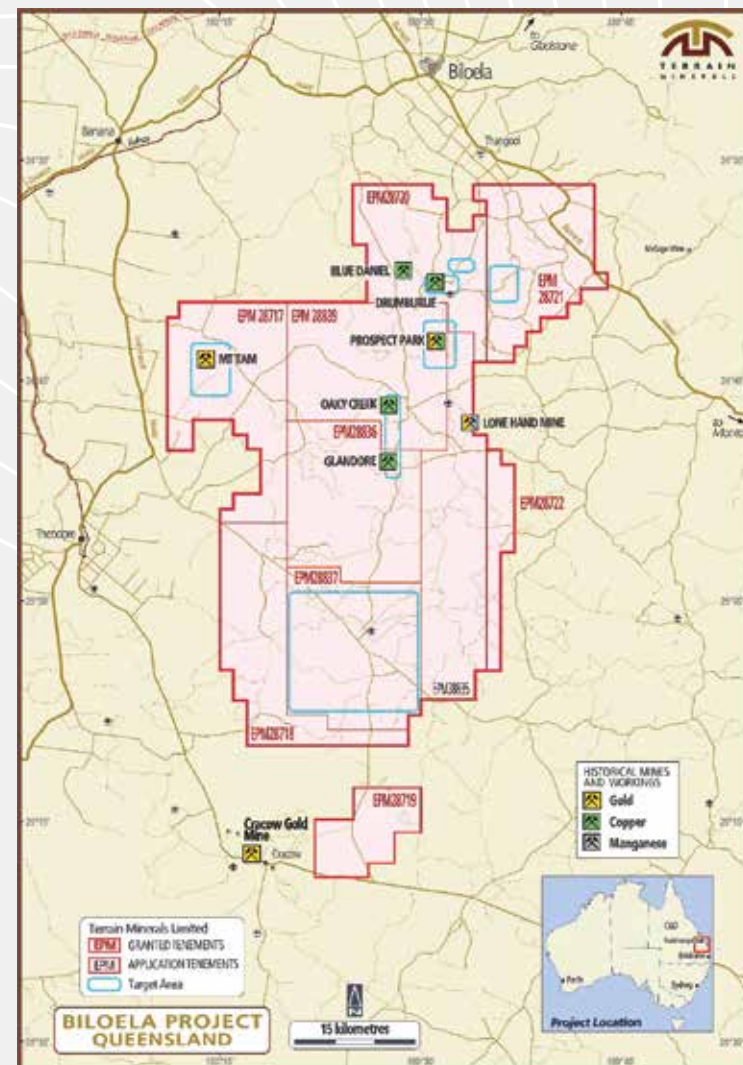 TERRAIN
MINERALS
to
Gladstone
Biloela
Banana
Thangool
EPM28720
BLUE DANIEL
EPM
28721
EPM 28717
DRUMBURLE
PROSPECT PARK
MT TAM
OAKY CREEK
LONE HAND MINE
EPM28836
GLANDORE
EPM28722
Theodore
EPM28837
EPM28718
EPM28719
HISTORICAL MINES
AND WORKINGS
Gold
Copper
Manganese
Cracow Gold
Mine
Cracow
Terrain Minerals Limited
EPM GRANTED TENEMENTS
EPM APPLICATION TENEMENTS
Target Area
QLD
Brisbane
Perth
Sydney
Project Location
BILOELA PROJECT
QUEENSLAND
N
15 kilometres